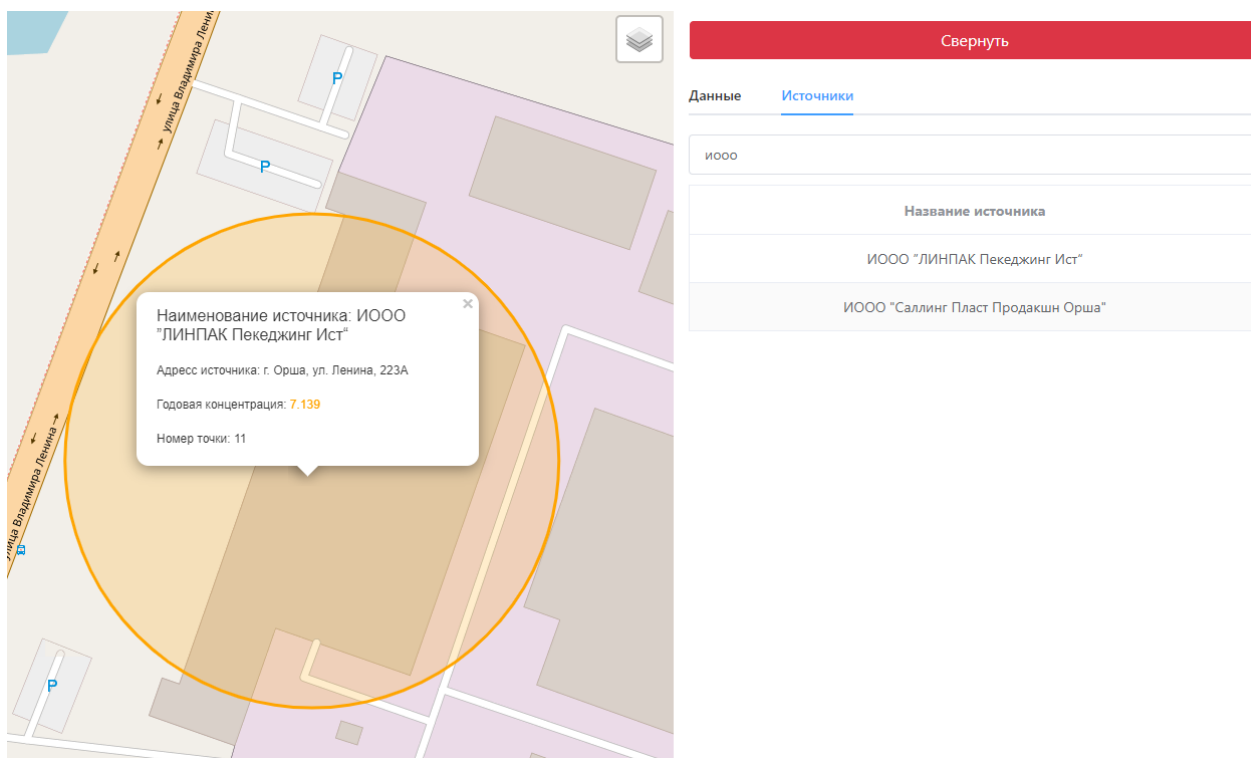 улица Владимира Лени
P
P
Наименование источника: ИООО
"ЛИНПАК Пекеджинг Ист"
Адресс источника: г. Орша, ул. Ленина, 223А
Годовая концентрация: 7.139
Номер точки: 11
×
улица Владимира Ленина
P
Свернуть
Данные Источники
иооо
Название источника
ИООО "ЛИНПАК Пекеджинг Ист"
ИООО "Саллинг Пласт Продакшн Орша"